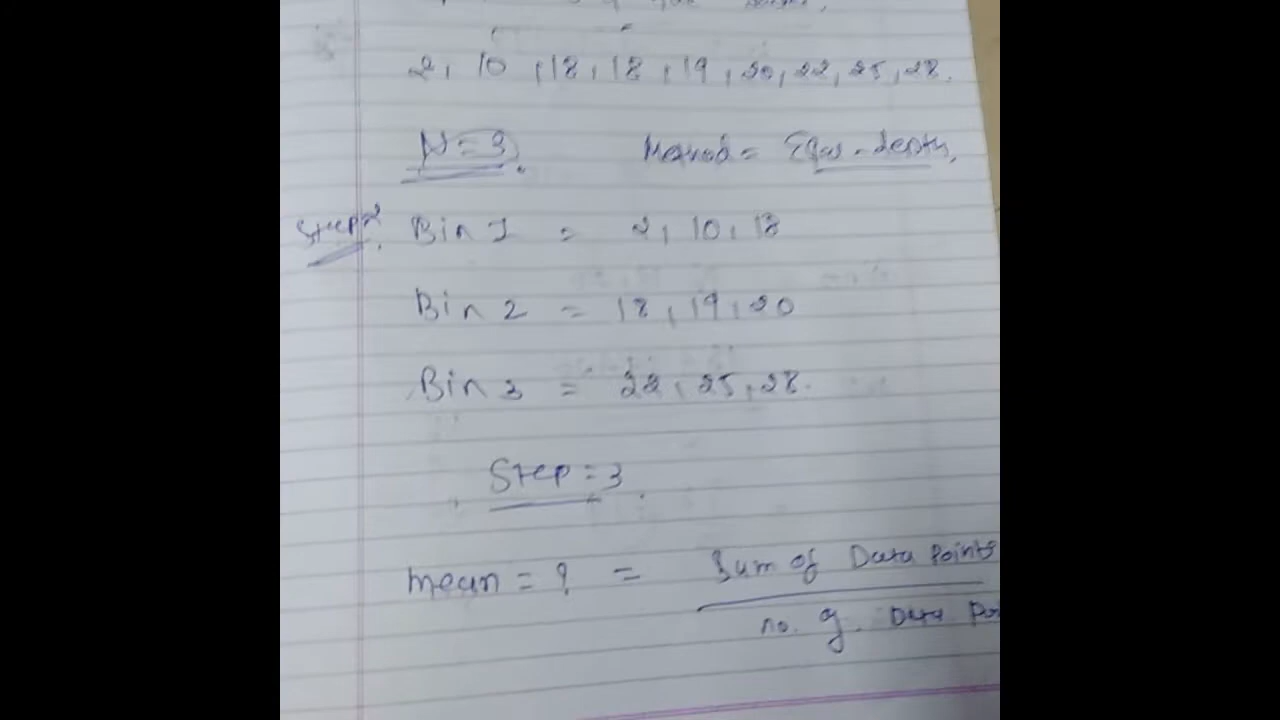 2, 10, 18, 18, 19, 20, 22, 25, 28.
N = 3. Method = Equi-depth,
Step 2. Bin 1 = 2, 10, 18
Bin 2 = 18, 19, 20
Bin 3 = 22, 25, 28.
Step = 3.
mean = ? = Sum of Data Points
no. of. Data Poi